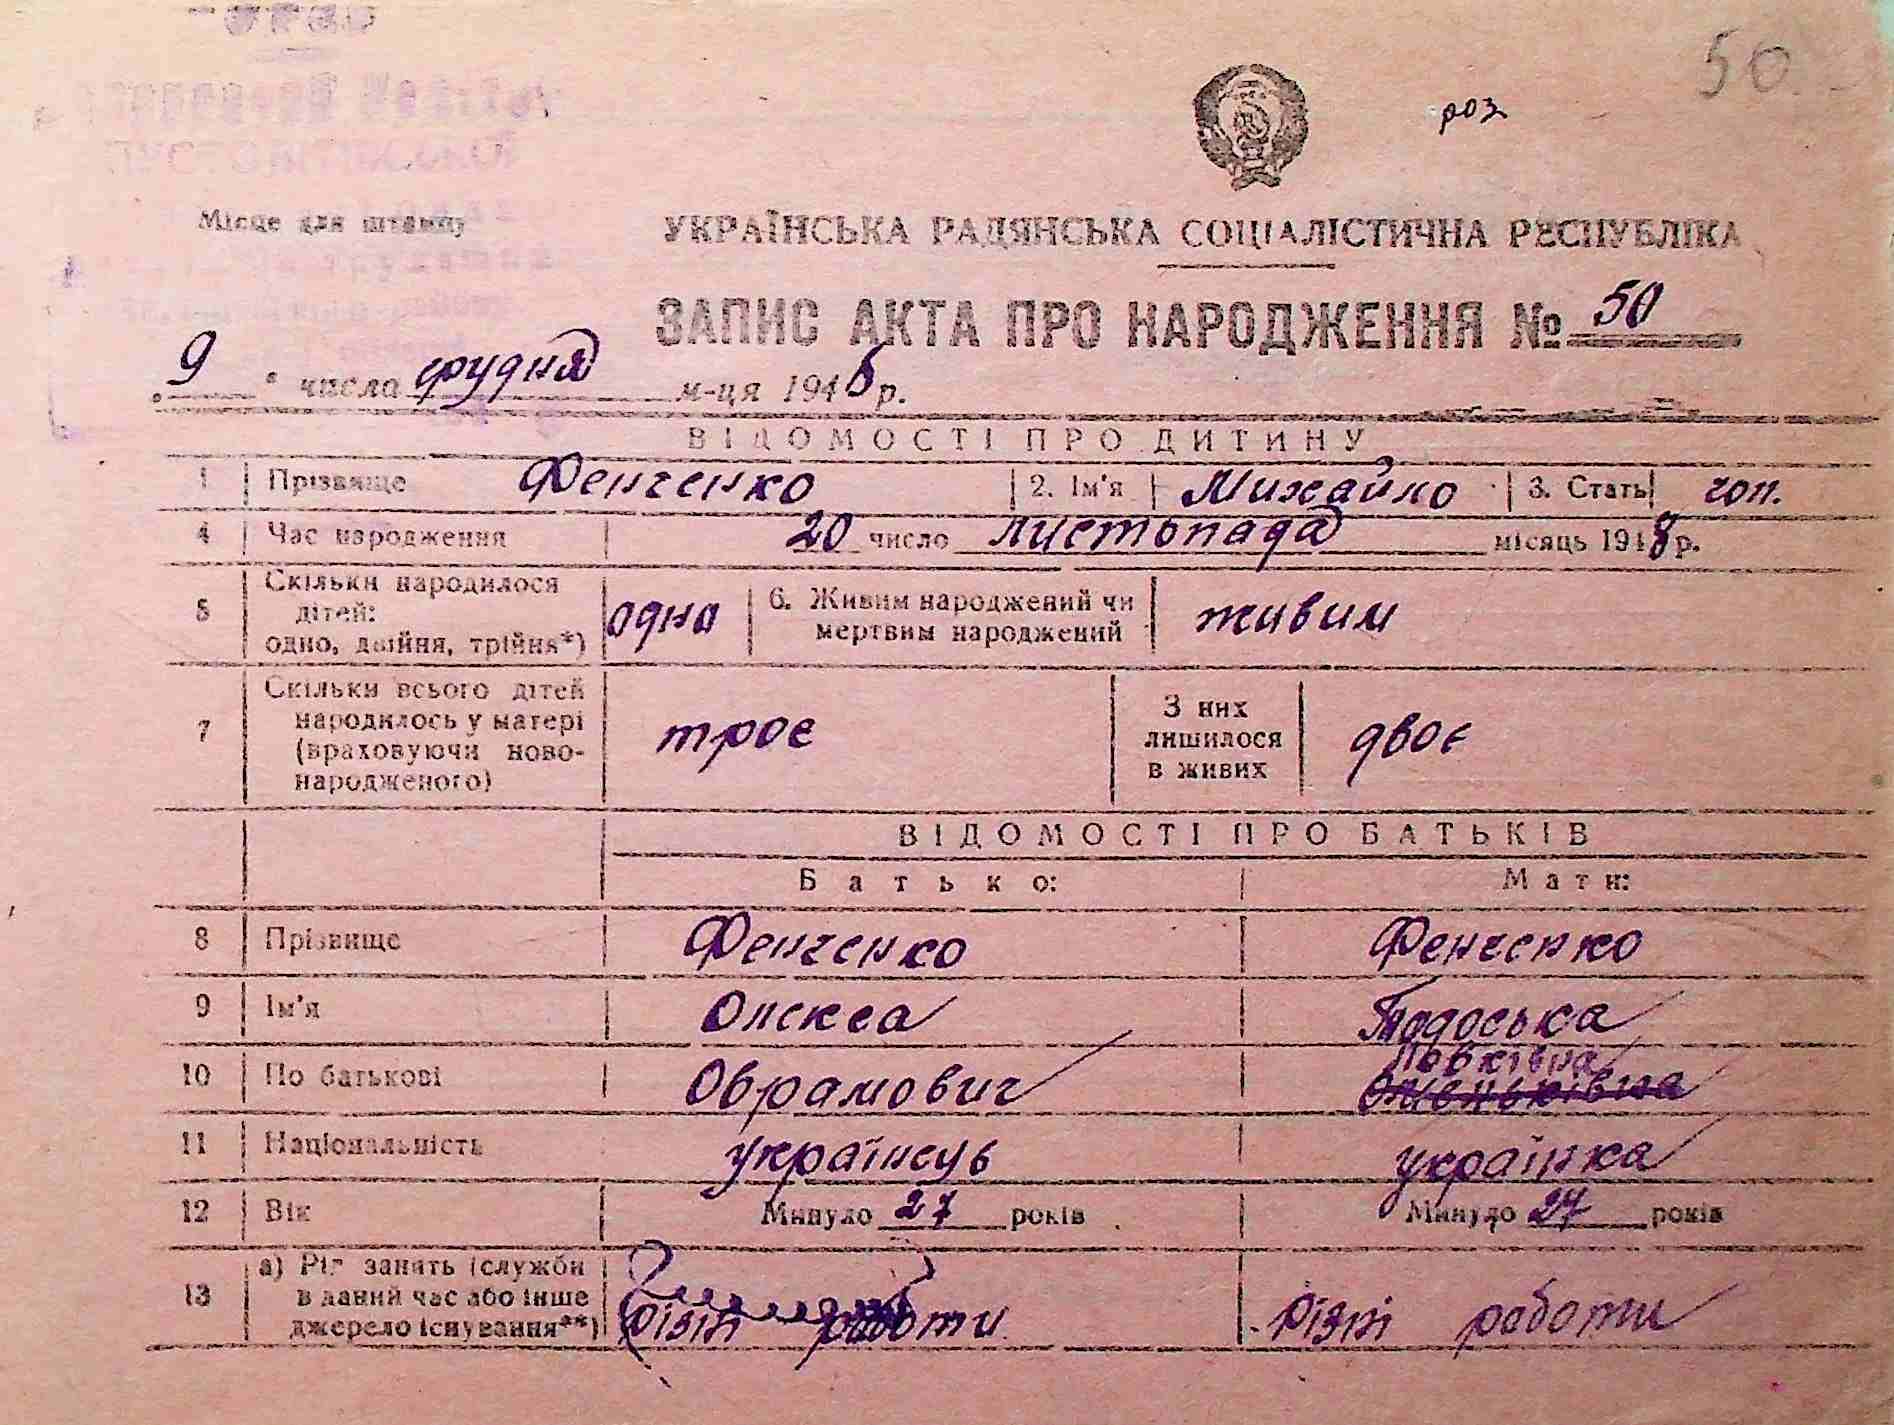 50
роз
Місце для штампу
УКРАЇНСЬКА РАДЯНСЬКА СОЦІАЛІСТИЧНА РЕСПУБЛІКА
ЗАПИС АКТА ПРО НАРОДЖЕННЯ № 50
„9“ числа грудня м-ця 1948 р.
ВІДОМОСТІ ПРО ДИТИНУ
1 Прізвище Фенченко 2. Ім'я Михайло 3. Стать чол.
4 Час народження 20 число листопада місяць 1948 р.
5 Скільки народилося дітей: одно, двійня, трійня*) одна 6. Живим народжений чи мертвим народжений живим
7 Скільки всього дітей народилось у матері (враховуючи новонародженого) троє З них лишилося в живих двоє
ВІДОМОСТІ ПРО БАТЬКІВ
Батько: Мати:
8 Прізвище Фенченко Фенченко
9 Ім'я Олекса Тодоська
10 По батькові Обрамович
11 Національність українець українка
12 Вік Минуло 27 років Минуло 27 років
13 а) Рід занять (служби в даний час або інше джерело існування**) різні роботи різні роботи